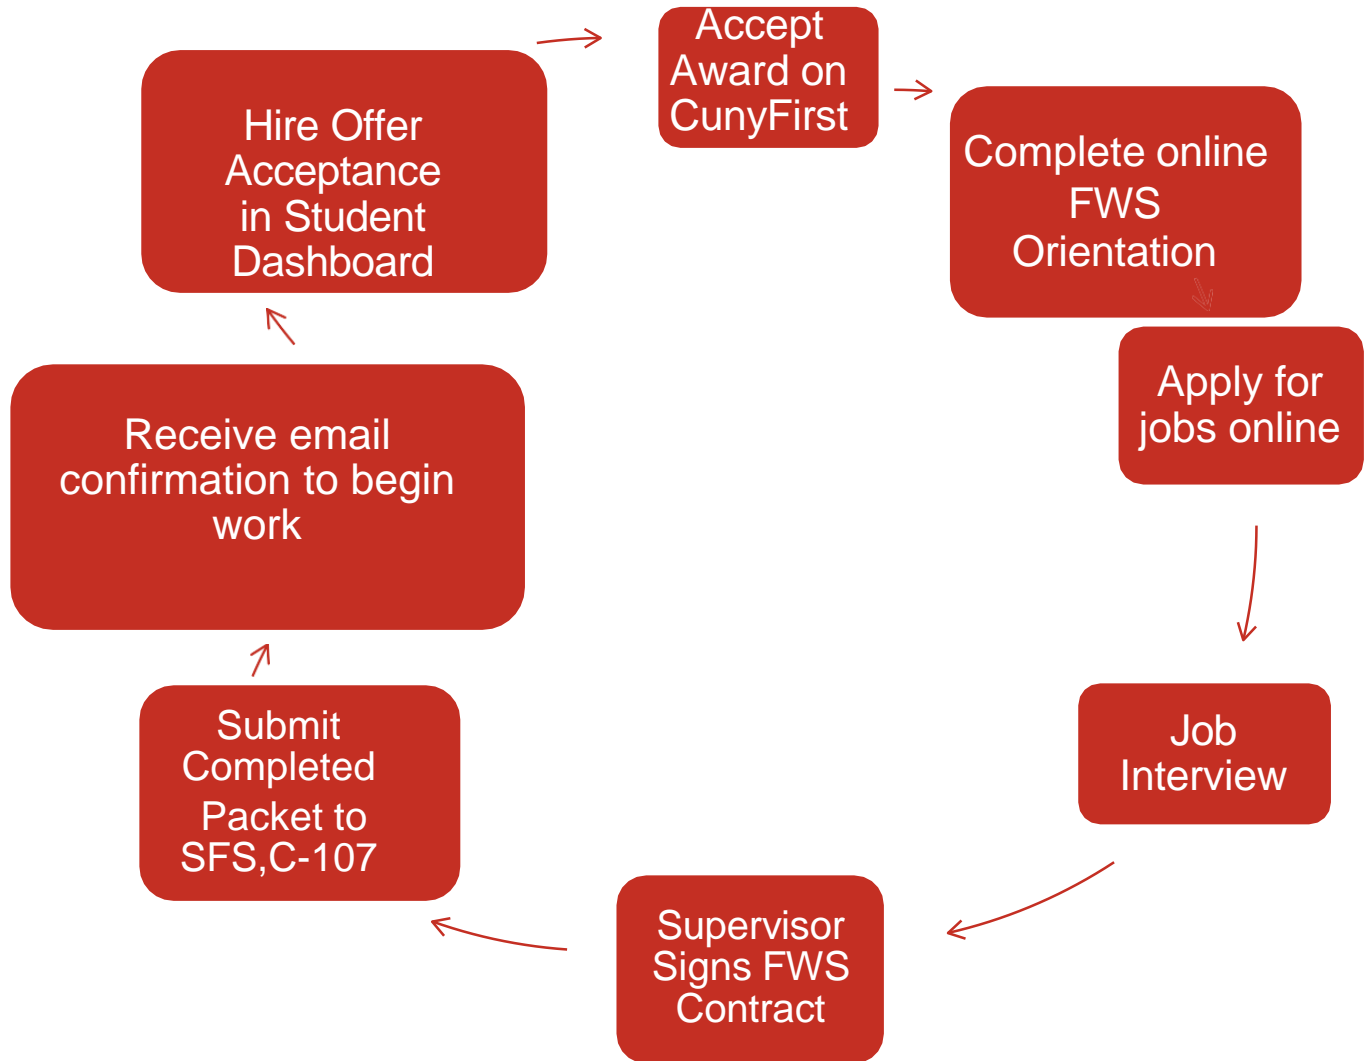 Accept
Award on
CunyFirst
Complete online
FWS
Orientation
Apply for
jobs online
Job
Interview
Supervisor
Signs FWS
Contract
Submit
Completed
Packet to
SFS,C-107
Receive email
confirmation to begin
work
Hire Offer
Acceptance
in Student
Dashboard